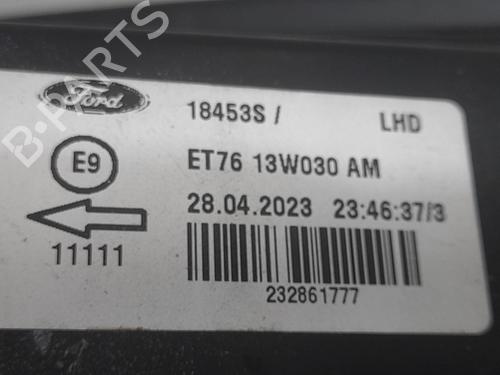 B-PARTS
Ford
18453S /
LHD
E9
ET76 13W030 AM
28.04.2023 23:46:37/3
11111
232861777